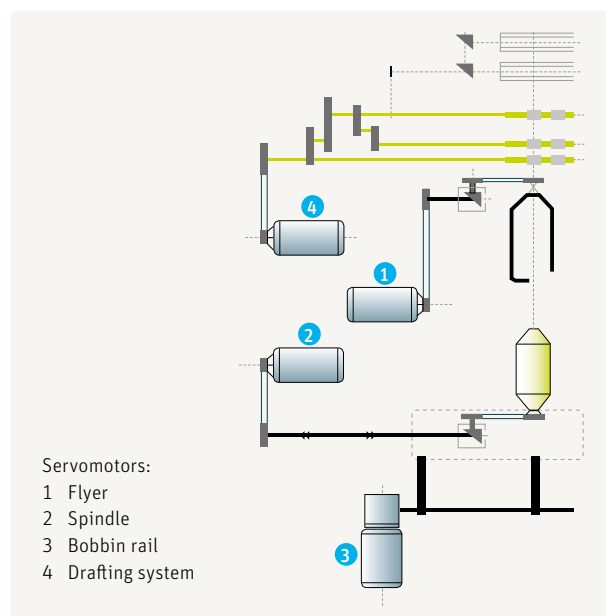 4
1
2
Servomotors:
1 Flyer
2 Spindle
3 Bobbin rail
4 Drafting system
3